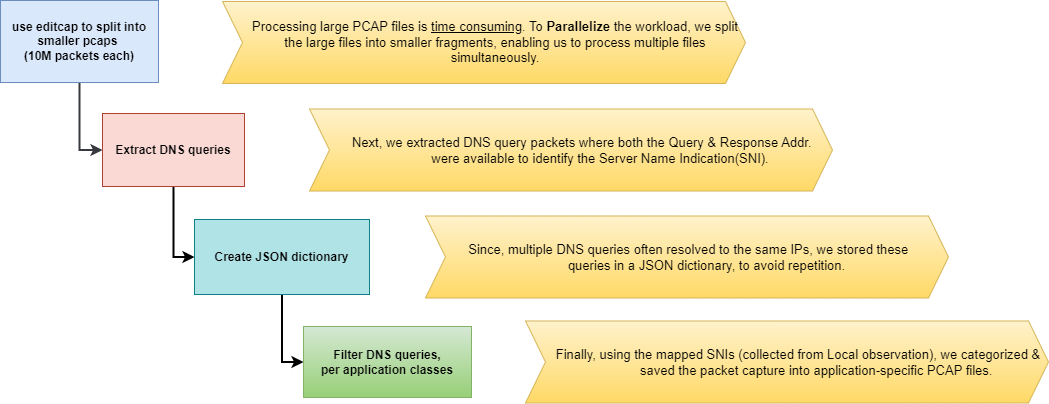 use editcap to split into
smaller pcaps
(10M packets each)
Processing large PCAP files is time consuming. To Parallelize the workload, we split
the large files into smaller fragments, enabling us to process multiple files
simultaneously.
Extract DNS queries
Next, we extracted DNS query packets where both the Query & Response Addr.
were available to identify the Server Name Indication(SNI).
Create JSON dictionary
Since, multiple DNS queries often resolved to the same IPs, we stored these
queries in a JSON dictionary, to avoid repetition.
Filter DNS queries,
per application classes
Finally, using the mapped SNIs (collected from Local observation), we categorized &
saved the packet capture into application-specific PCAP files.